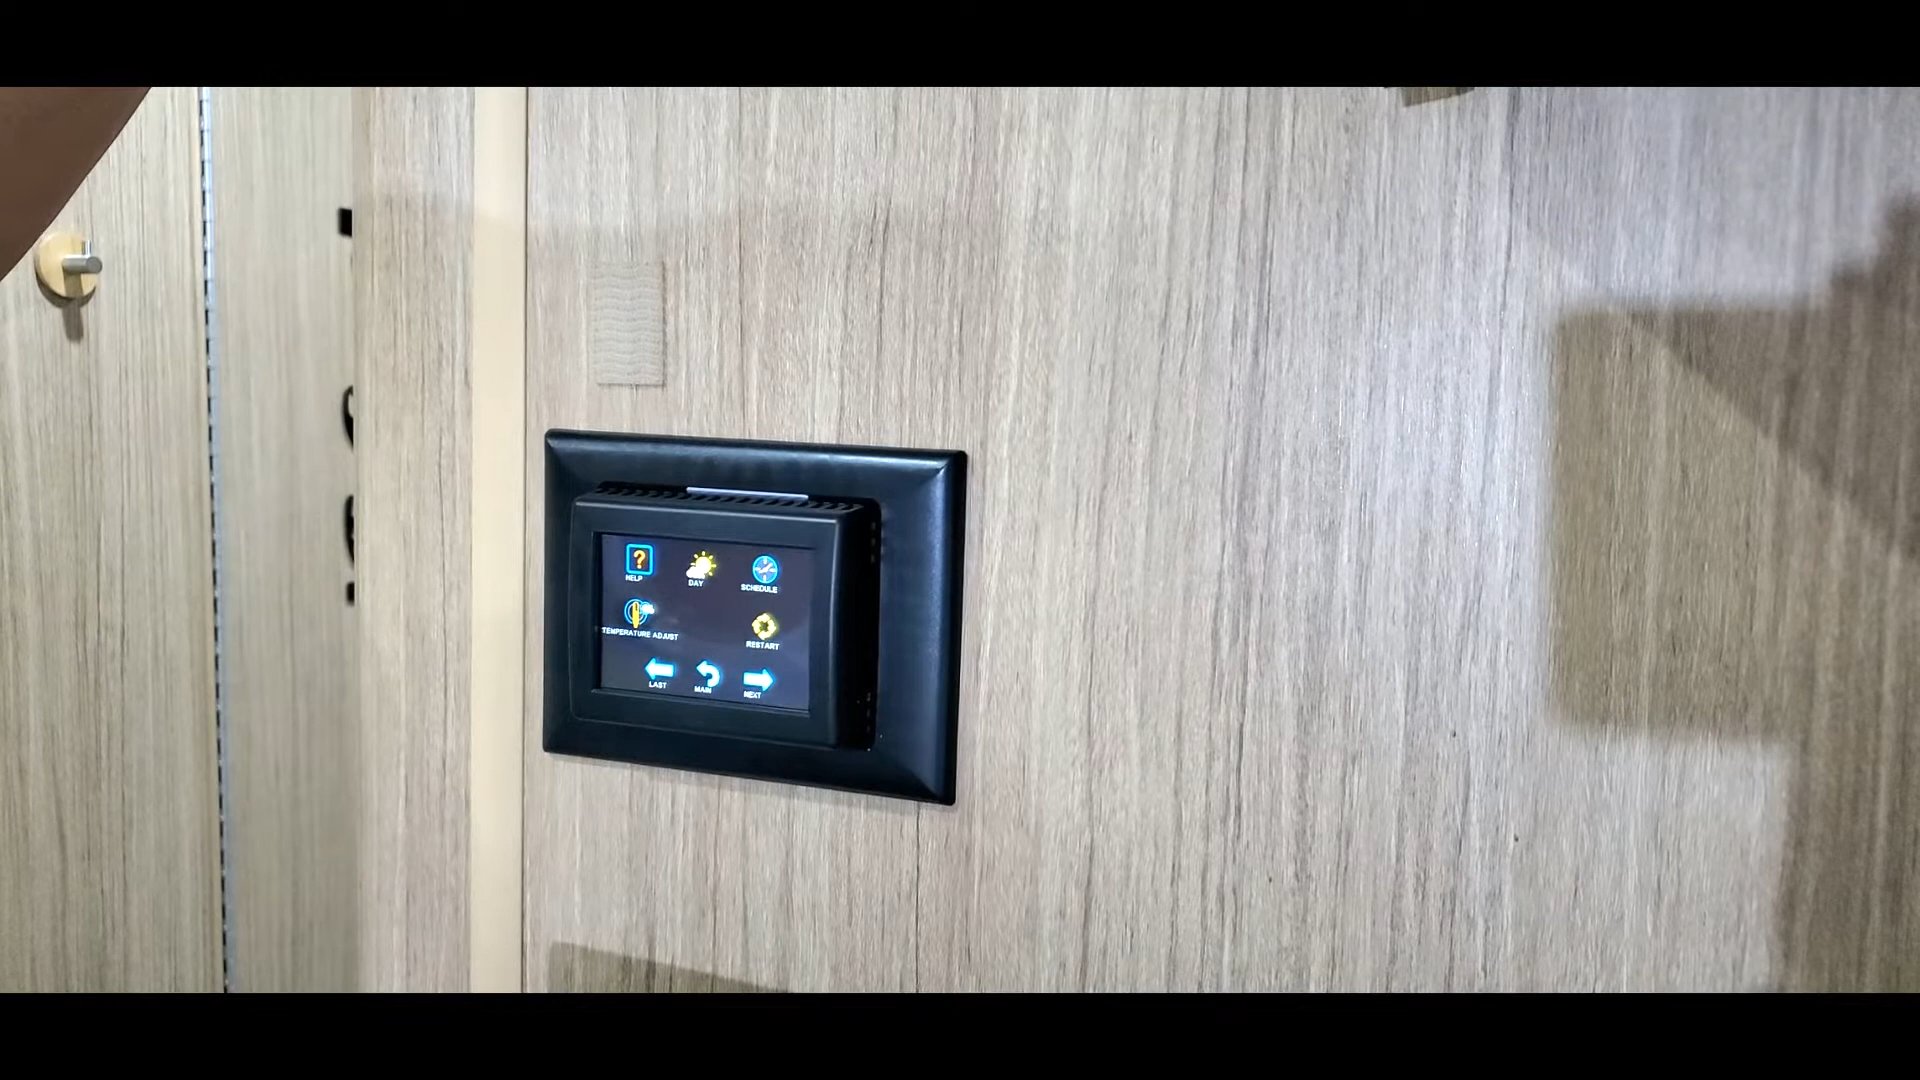 HELP
DAY
SCHEDULE
TEMPERATURE ADJUST
RESTART
LAST
MAIN
NEXT